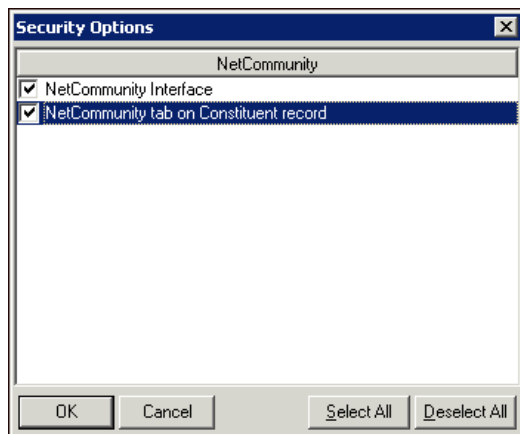 Security Options
NetCommunity
NetCommunity Interface
NetCommunity tab on Constituent record
OK Cancel Select All Deselect All